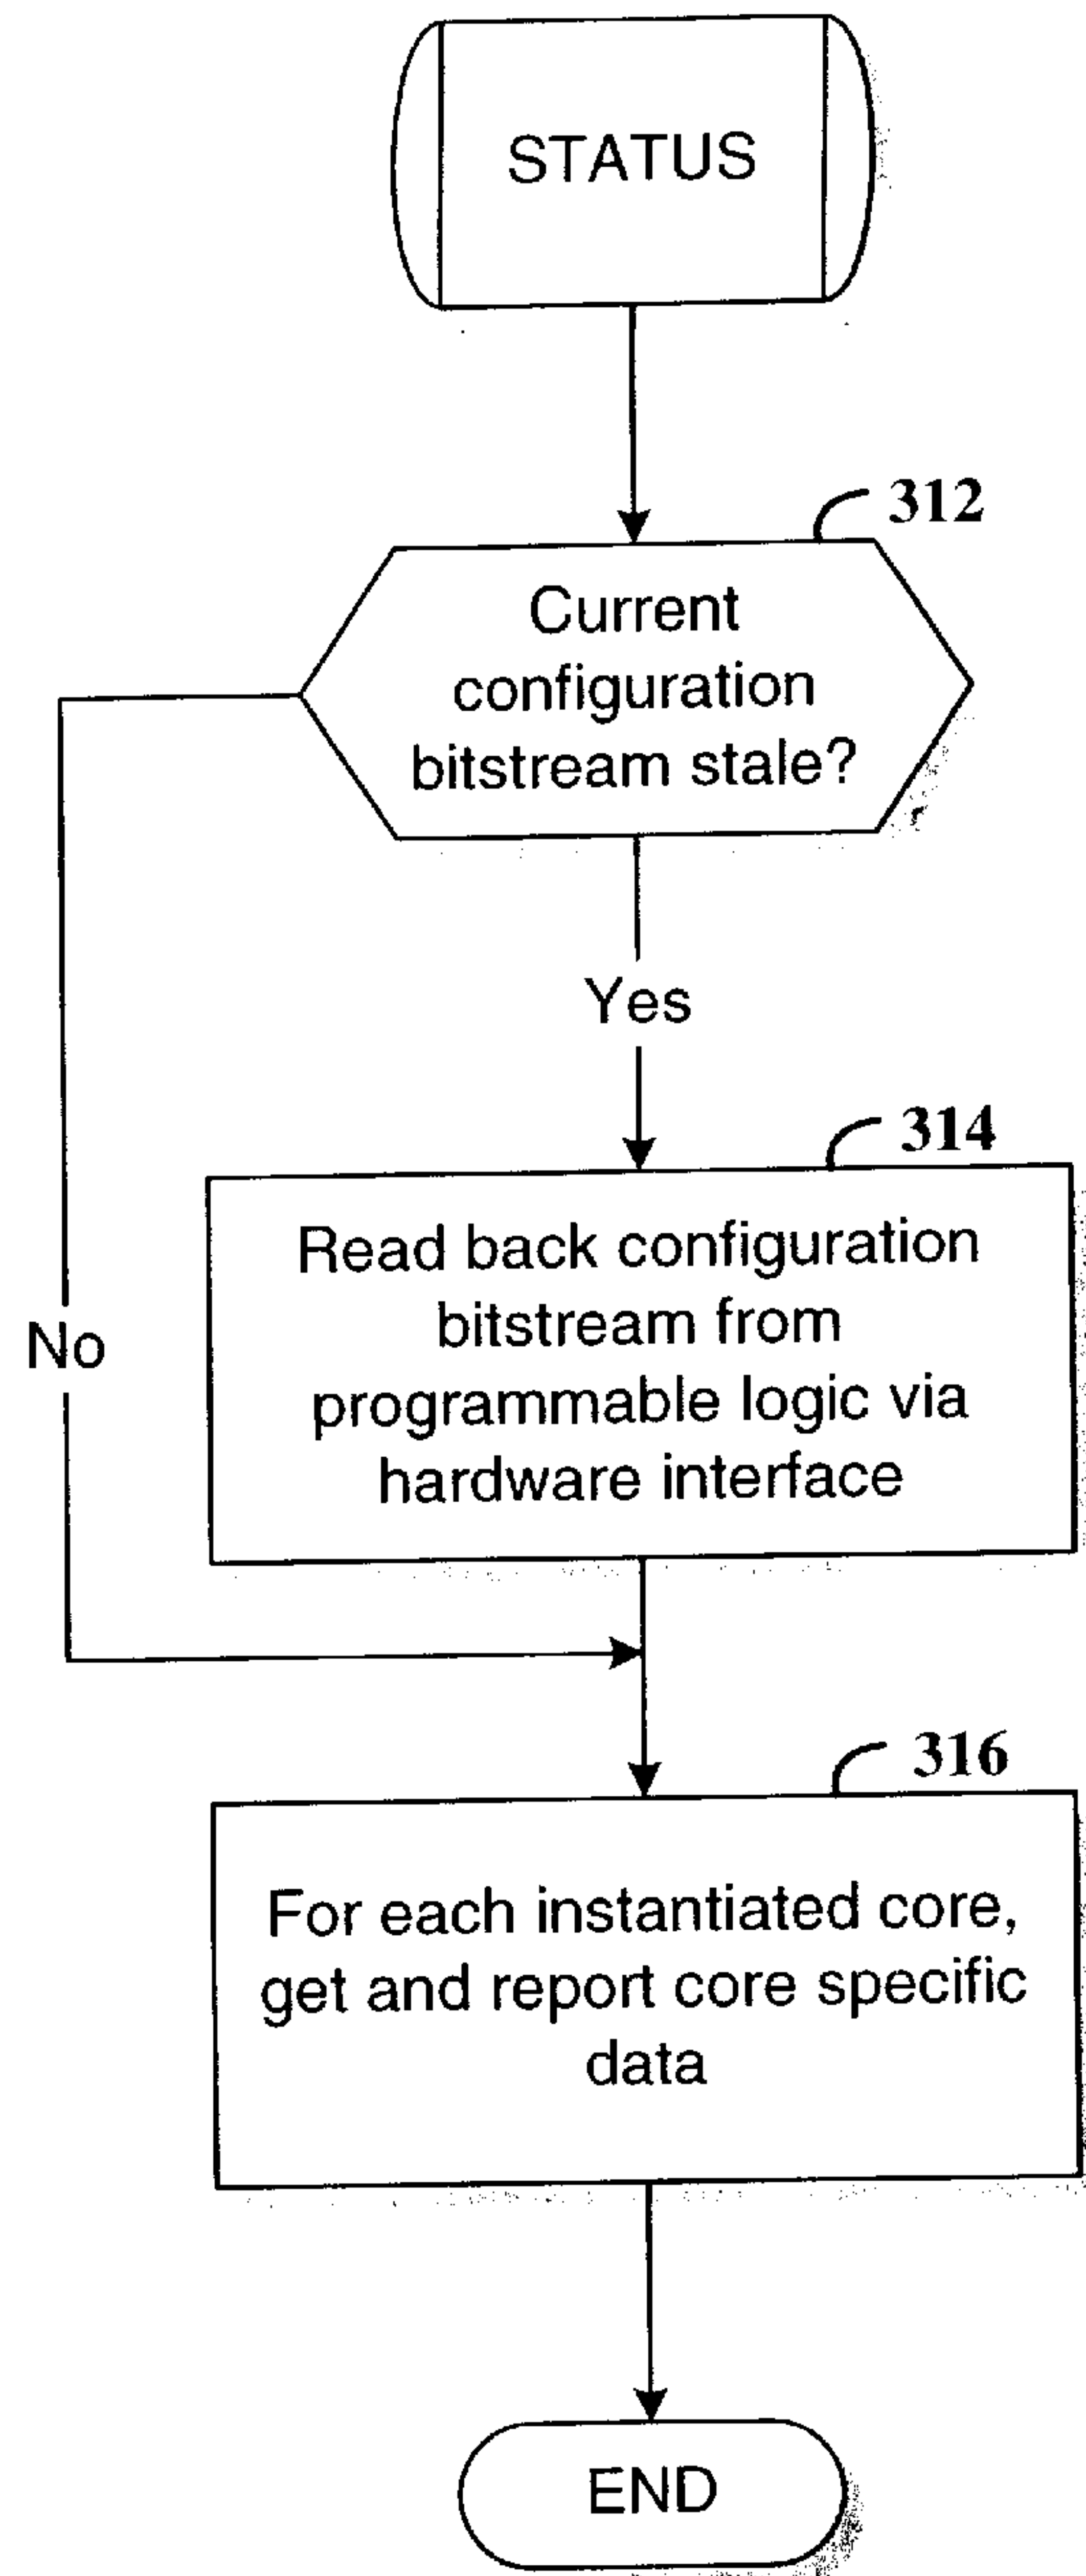 STATUS
312
Current
configuration
bitstream stale?
Yes
314
Read back configuration
bitstream from
programmable logic via
hardware interface
No
316
For each instantiated core,
get and report core specific
data
END